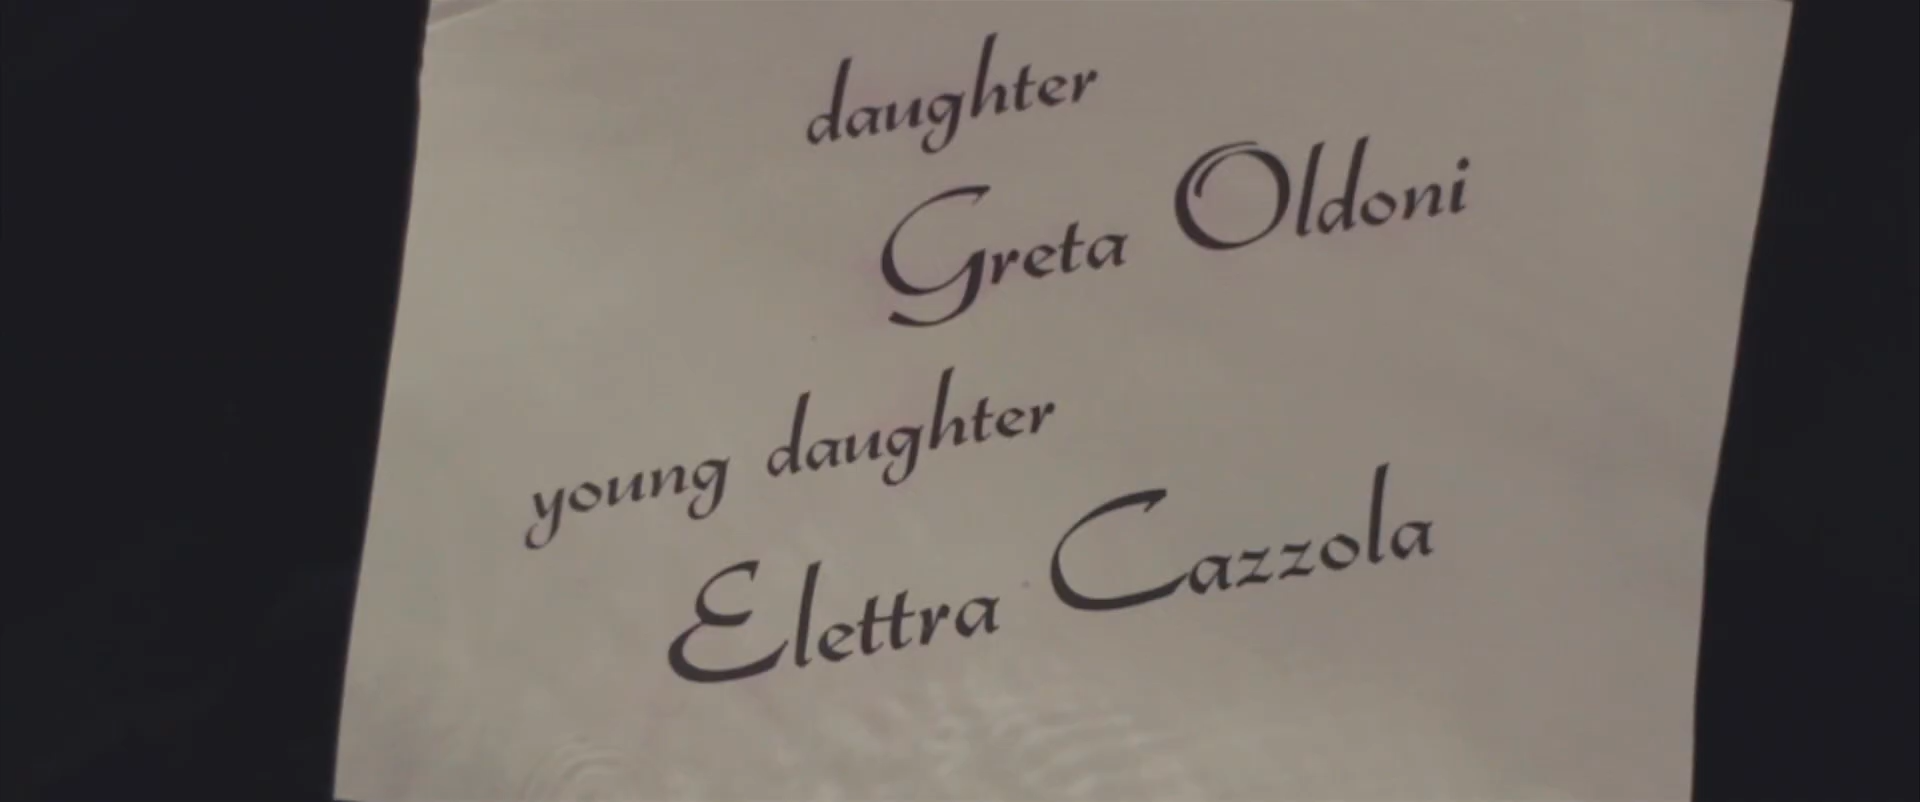 daughter
Greta Oldoni
young daughter
Elettra Cazzola